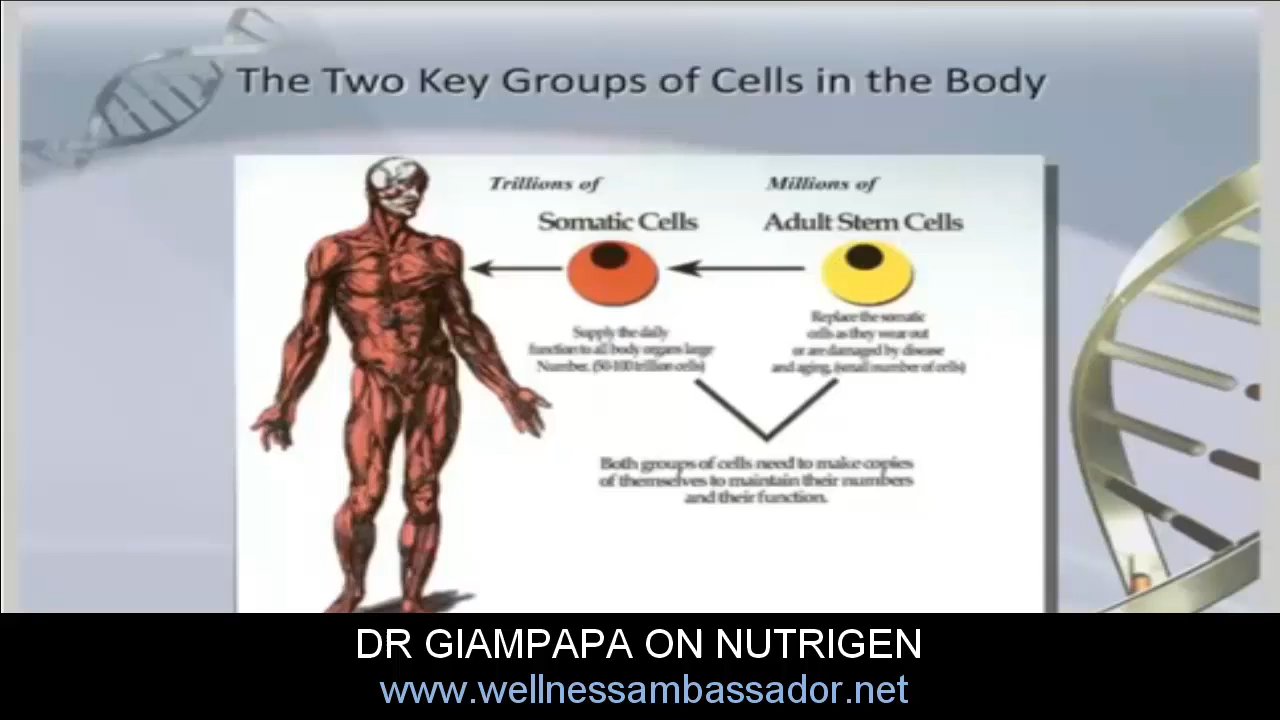 The Two Key Groups of Cells in the Body
Trillions of
Somatic Cells
Supply the daily
function to all body organs large
Number. (50-100 trillion cells)
Millions of
Adult Stem Cells
Replace the somatic
cells as they wear out
or are damaged by disease
and aging, (small number of cells)
Both groups of cells need to make copies
of themselves to maintain their numbers
and their function.
DR GIAMPAPA ON NUTRIGEN
www.wellnessambassador.net